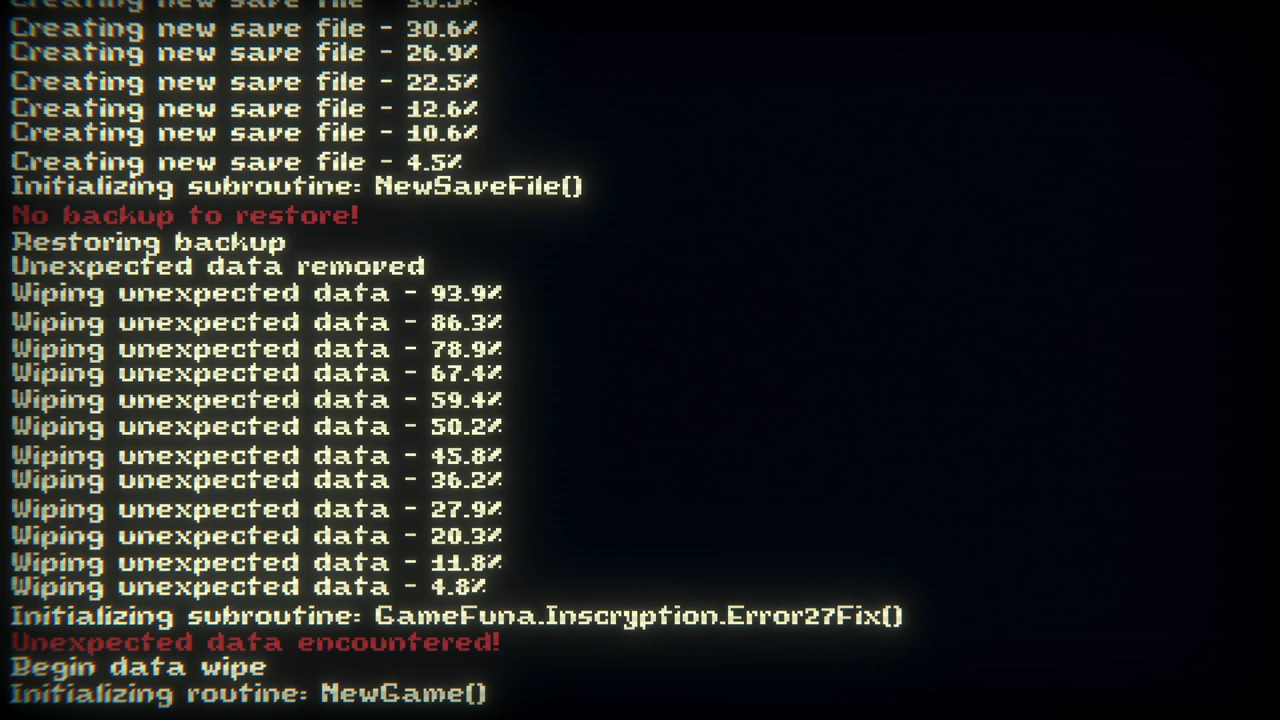 Creating new save file - 30.6%
Creating new save file - 26.9%
Creating new save file - 22.5%
Creating new save file - 12.6%
Creating new save file - 10.6%
Creating new save file - 4.5%
Initializing subroutine: NewSaveFile()
No backup to restore!
Restoring backup
Unexpected data removed
Wiping unexpected data - 93.9%
Wiping unexpected data - 86.3%
Wiping unexpected data - 78.9%
Wiping unexpected data - 67.4%
Wiping unexpected data - 59.4%
Wiping unexpected data - 50.2%
Wiping unexpected data - 45.8%
Wiping unexpected data - 36.2%
Wiping unexpected data - 27.9%
Wiping unexpected data - 20.3%
Wiping unexpected data - 11.8%
Wiping unexpected data - 4.8%
Initializing subroutine: GameFuna.Inscryption.Error27Fix()
Unexpected data encountered!
Begin data wipe
Initializing routine: NewGame()